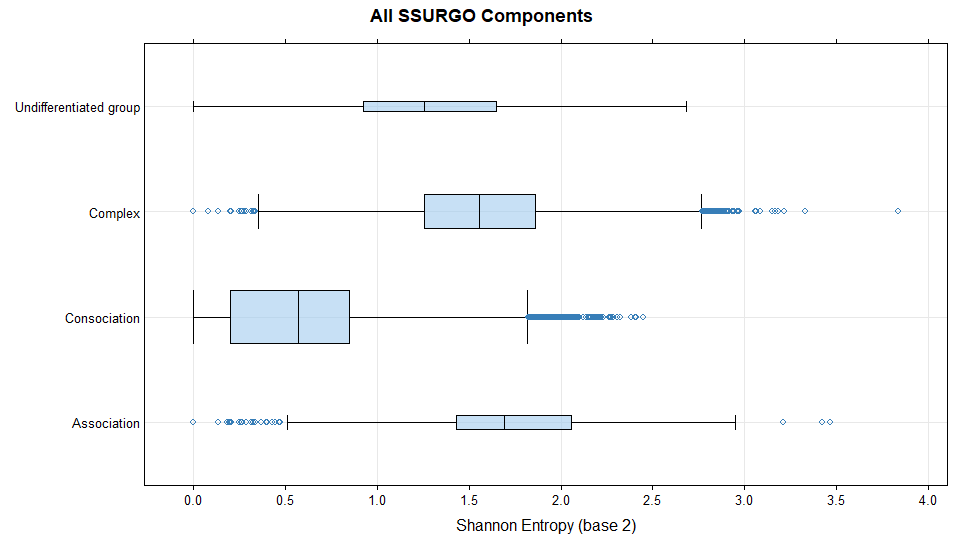 All SSURGO Components
Undifferentiated group
Complex
Consociation
Association
0.0 0.5 1.0 1.5 2.0 2.5 3.0 3.5 4.0
Shannon Entropy (base 2)